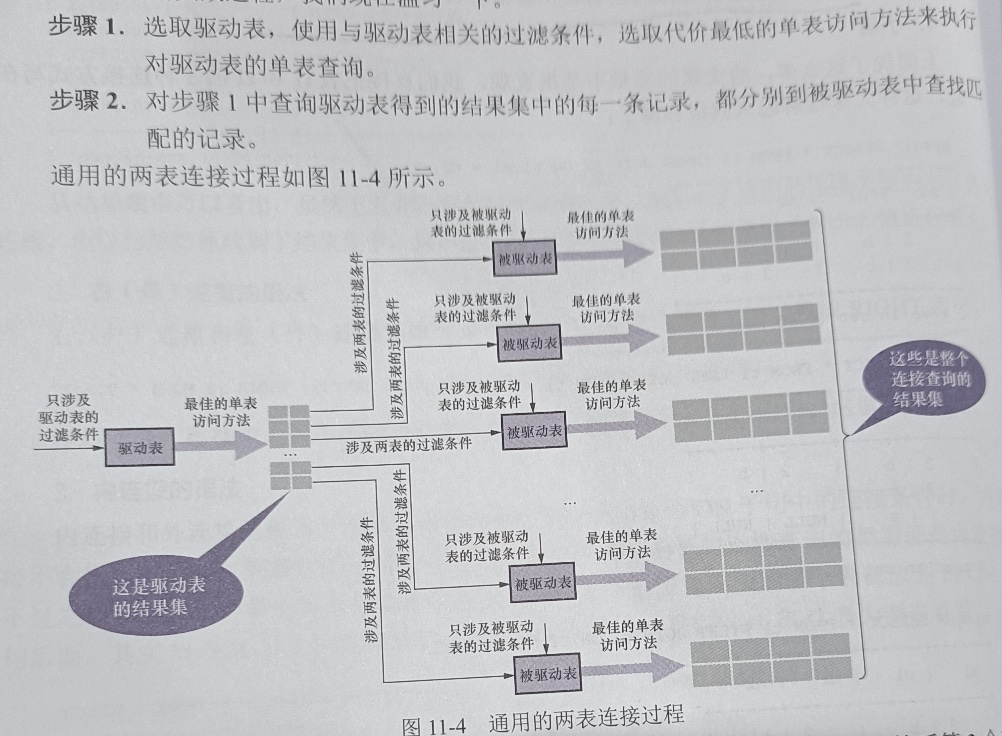 步骤 1. 选取驱动表，使用与驱动表相关的过滤条件，选取代价最低的单表访问方法来执行
对驱动表的单表查询。
步骤 2. 对步骤 1 中查询驱动表得到的结果集中的每一条记录，都分别到被驱动表中查找匹
配的记录。
通用的两表连接过程如图 11-4 所示。
只涉及
驱动表的
过滤条件
驱动表
最佳的单表
访问方法
...
这是驱动表
的结果集
涉及两表的过滤条件
只涉及被驱动
表的过滤条件
被驱动表
最佳的单表
访问方法
涉及两表的过滤条件
只涉及被驱动
表的过滤条件
被驱动表
最佳的单表
访问方法
涉及两表的过滤条件
只涉及被驱动
表的过滤条件
被驱动表
最佳的单表
访问方法
...
...
涉及两表的过滤条件
只涉及被驱动
表的过滤条件
被驱动表
最佳的单表
访问方法
涉及两表的过滤条件
只涉及被驱动
表的过滤条件
被驱动表
最佳的单表
访问方法
这些是整个
连接查询的
结果集
图 11-4 通用的两表连接过程